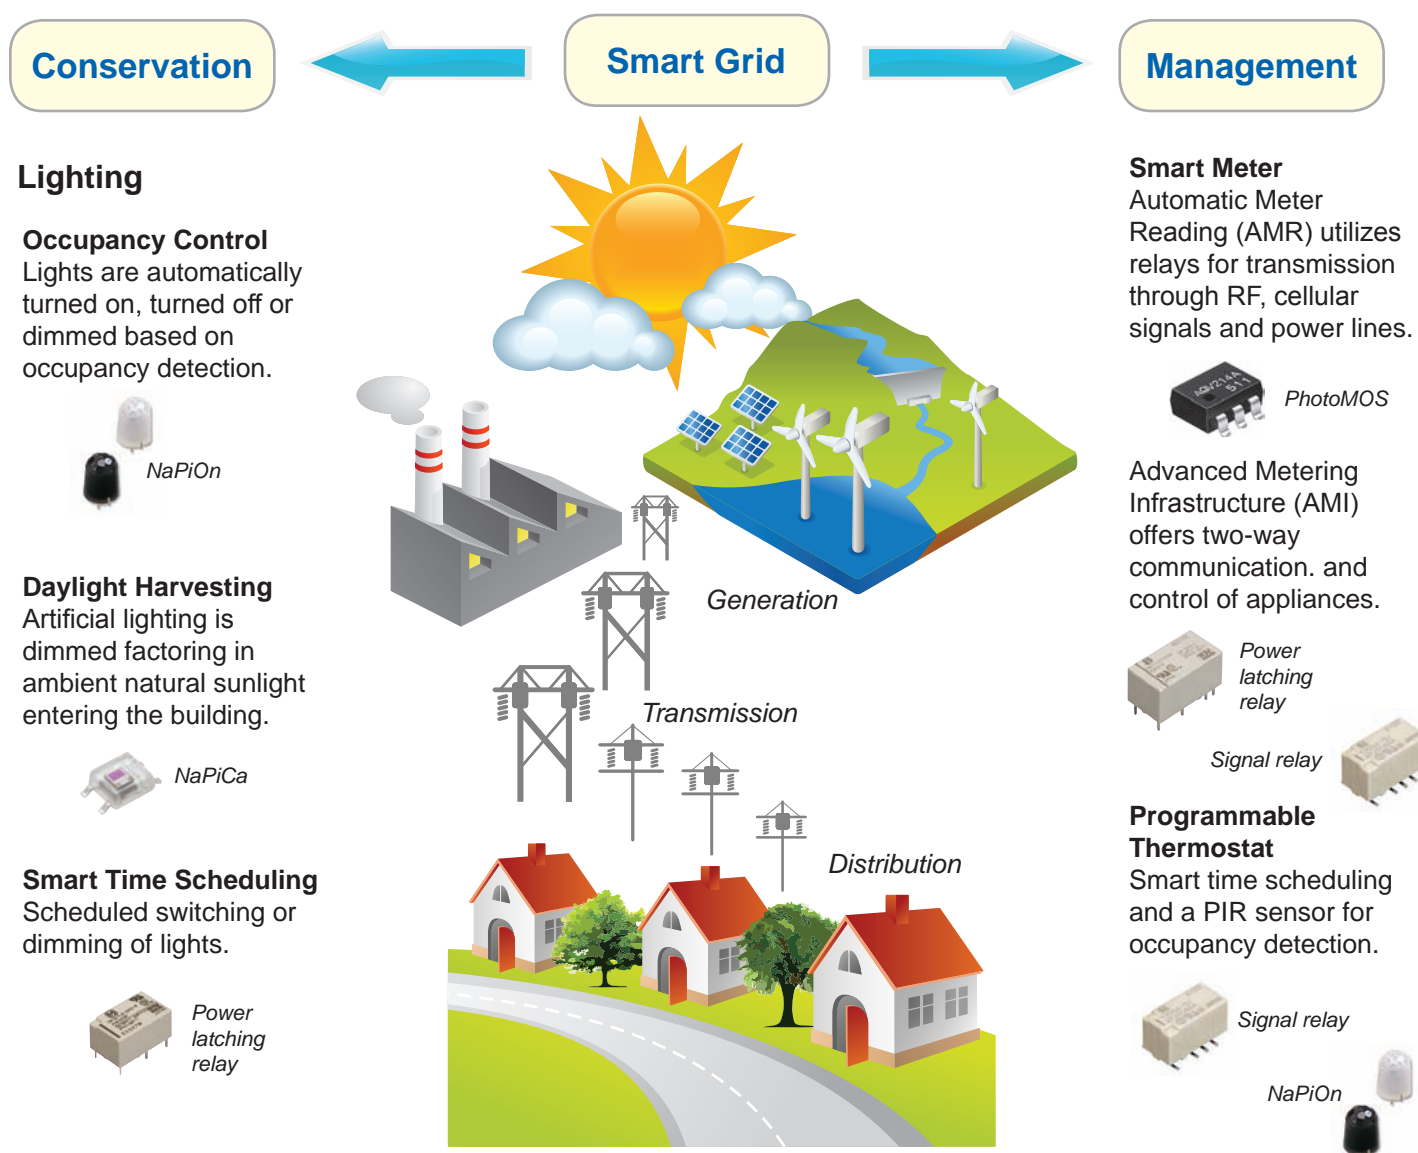 Conservation
Smart Grid
Management
Lighting
Occupancy Control
Lights are automatically
turned on, turned off or
dimmed based on
occupancy detection.
NaPiOn
Daylight Harvesting
Artificial lighting is
dimmed factoring in
ambient natural sunlight
entering the building.
NaPiCa
Smart Time Scheduling
Scheduled switching or
dimming of lights.
Power
latching
relay
Generation
Transmission
Distribution
Smart Meter
Automatic Meter
Reading (AMR) utilizes
relays for transmission
through RF, cellular
signals and power lines.
AQV214A
511
PhotoMOS
Advanced Metering
Infrastructure (AMI)
offers two-way
communication. and
control of appliances.
Power
latching
relay
Signal relay
Programmable
Thermostat
Smart time scheduling
and a PIR sensor for
occupancy detection.
Signal relay
NaPiOn